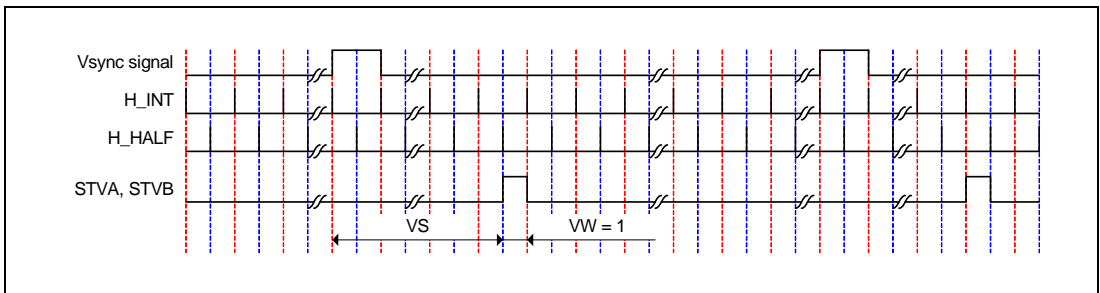 Vsync signal
H_INT
H_HALF
STVA, STVB
VS
VW = 1